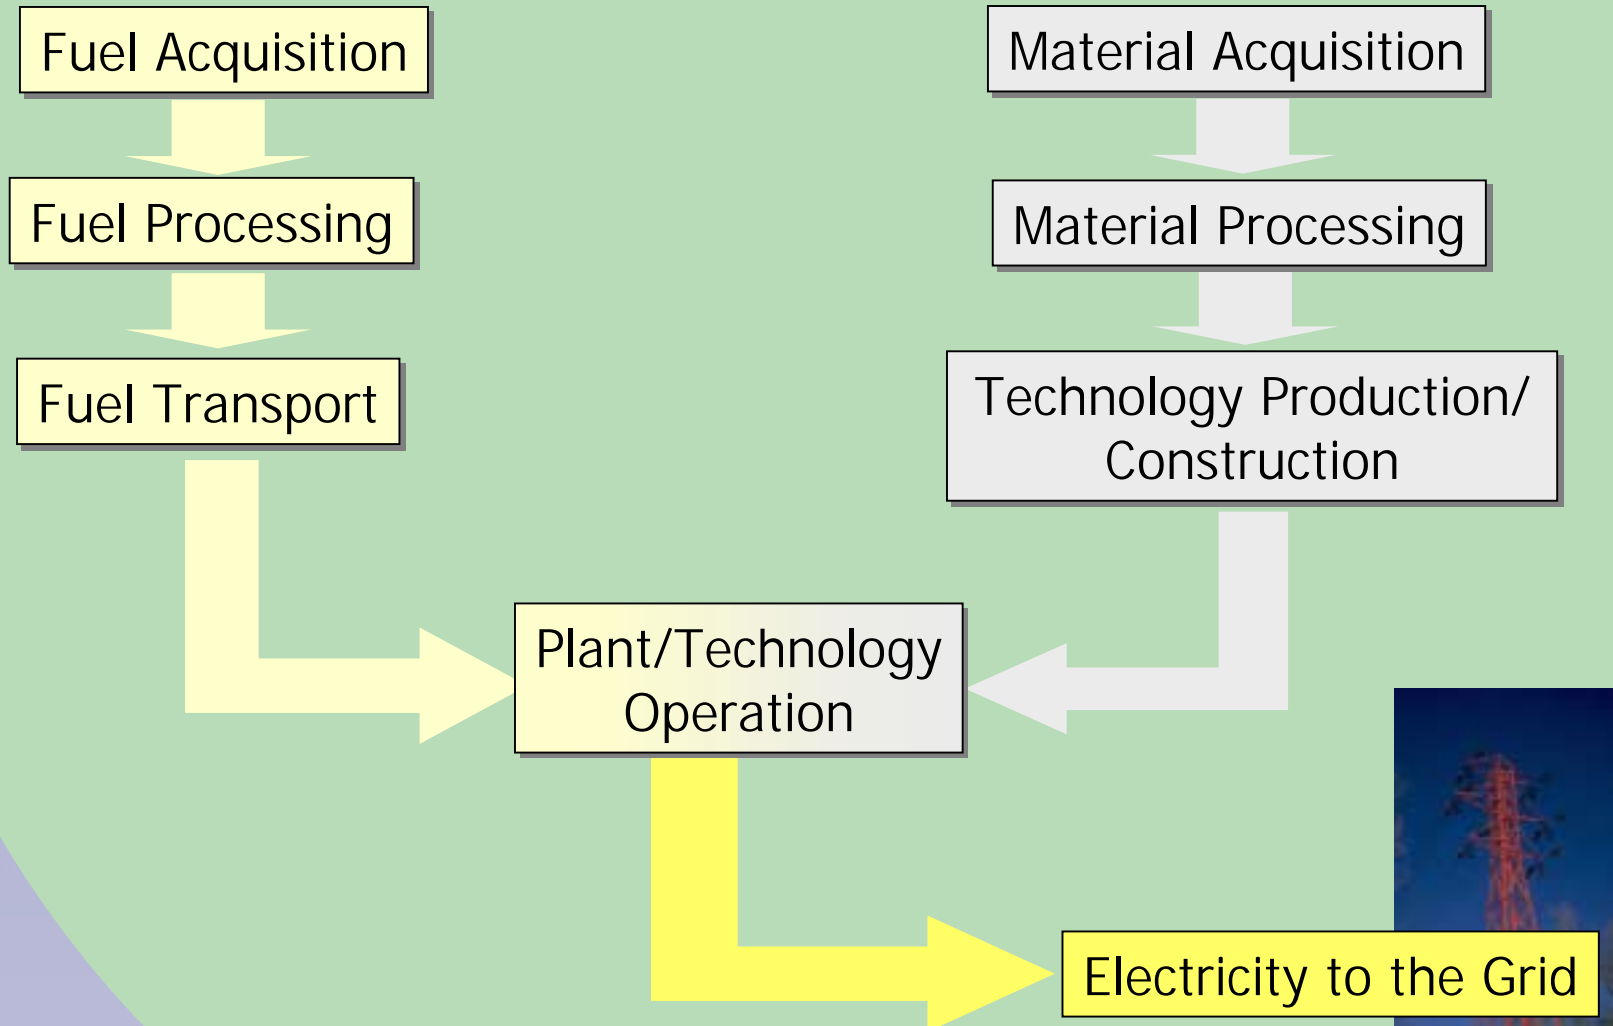 Fuel Acquisition
Fuel Processing
Fuel Transport
Material Acquisition
Material Processing
Technology Production/
Construction
Plant/Technology
Operation
Electricity to the Grid